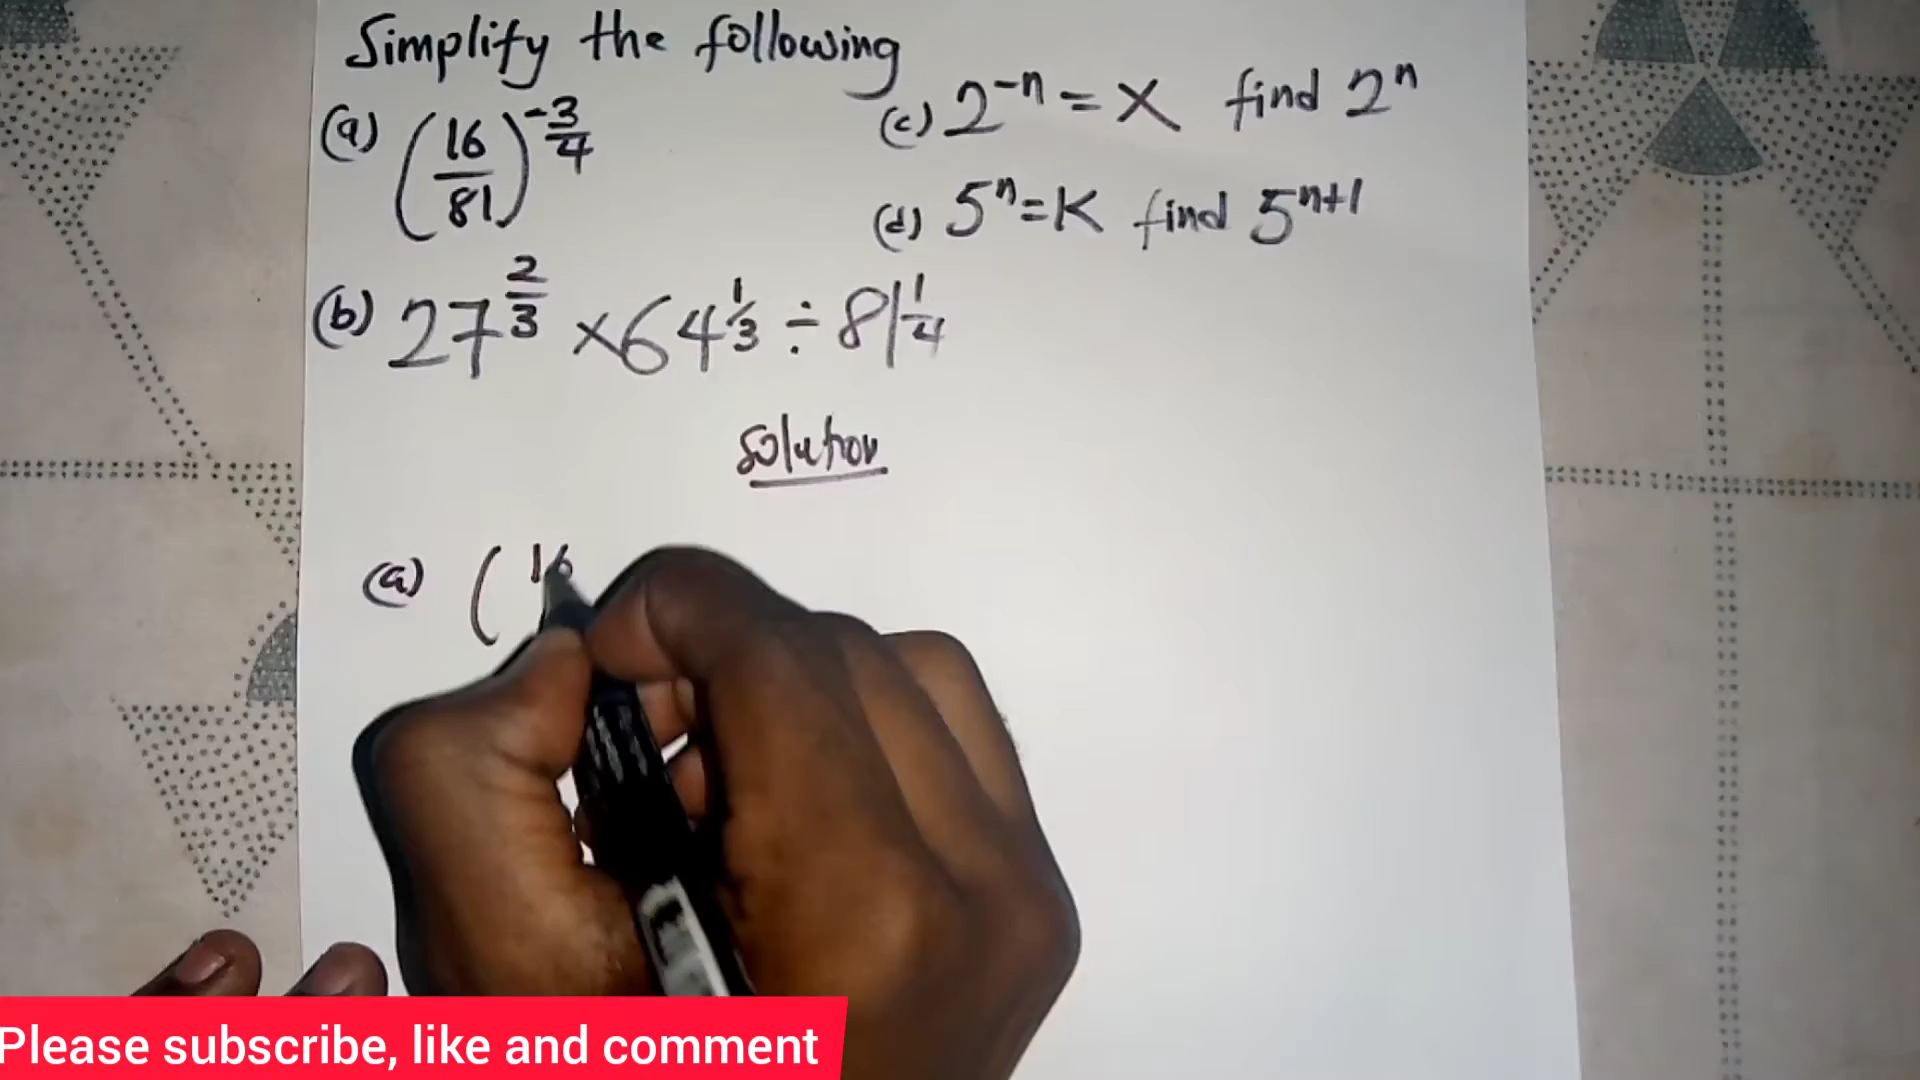 Simplify the following
(a) (16/81)^-3/4
(b) 27^2/3 ×64^1/3 ÷ 81^1/4
(c) 2^-n = X find 2^n
(d) 5^n=K find 5^n+1
Solution
(a) ( 16
Please subscribe, like and comment